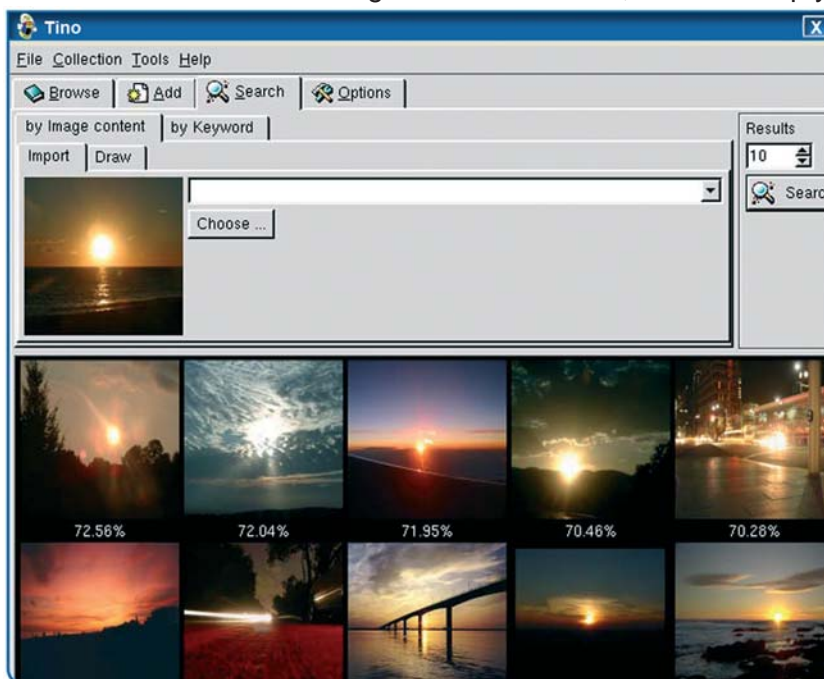 Tino
X
File Collection Tools Help
Browse Add Search Options
by Image content by Keyword
Import Draw
Results
10
Choose ...
Searc
72.56% 72.04% 71.95% 70.46% 70.28%